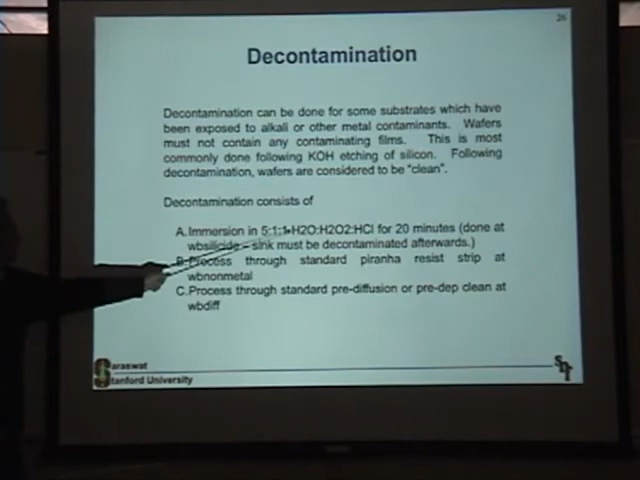 26
Decontamination
Decontamination can be done for some substrates which have
been exposed to alkali or other metal contaminants. Wafers
must not contain any contaminating films. This is most
commonly done following KOH etching of silicon. Following
decontamination, wafers are considered to be "clean".
Decontamination consists of
A.Immersion in 5:1:1 H2O:H2O2:HCl for 20 minutes (done at
wbsilicide – sink must be decontaminated afterwards.)
B.Process through standard piranha resist strip at
wbnonmetal
C.Process through standard pre-diffusion or pre-dep clean at
wbdiff
Saraswat
Stanford University